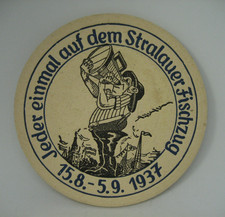 Jeder einmal auf dem Stralauer Fischzug
15.8.-5.9. 1937